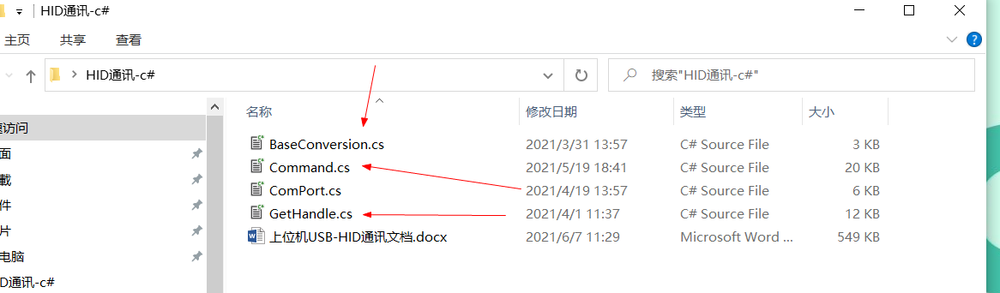 HID通讯-c#
主页 共享 查看
HID通讯-c# 搜索"HID通讯-c#"
名称 修改日期 类型 大小
速访问
BaseConversion.cs 2021/3/31 13:57 C# Source File 3 KB
面
Command.cs 2021/5/19 18:41 C# Source File 20 KB
載
ComPort.cs 2021/4/19 13:57 C# Source File 6 KB
件
GetHandle.cs 2021/4/1 11:37 C# Source File 12 KB
片
上位机USB-HID通讯文档.docx 2021/6/7 11:29 Microsoft Word ... 549 KB
电脑
ID通讯-c#